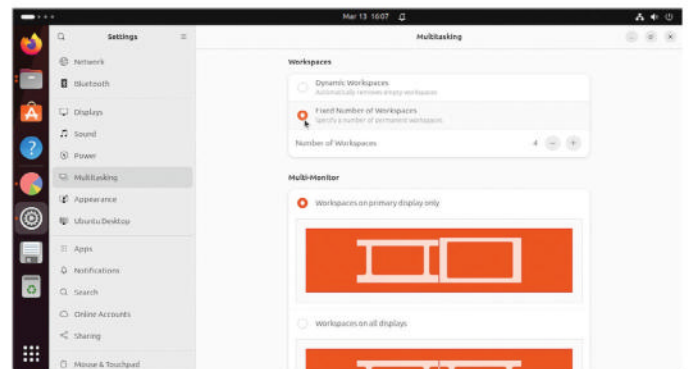 Mar 13 16:07
Settings
Multitasking
Network
Bluetooth
Displays
Sound
Power
Multitasking
Appearance
Ubuntu Desktop
Apps
Notifications
Search
Online Accounts
Sharing
Mouse & Touchpad
Workspaces
Dynamic Workspaces
Automatically removes empty workspaces
Fixed Number of Workspaces
Specify a number of permanent workspaces
Number of Workspaces 4
Multi-Monitor
Workspaces on primary display only
Workspaces on all displays